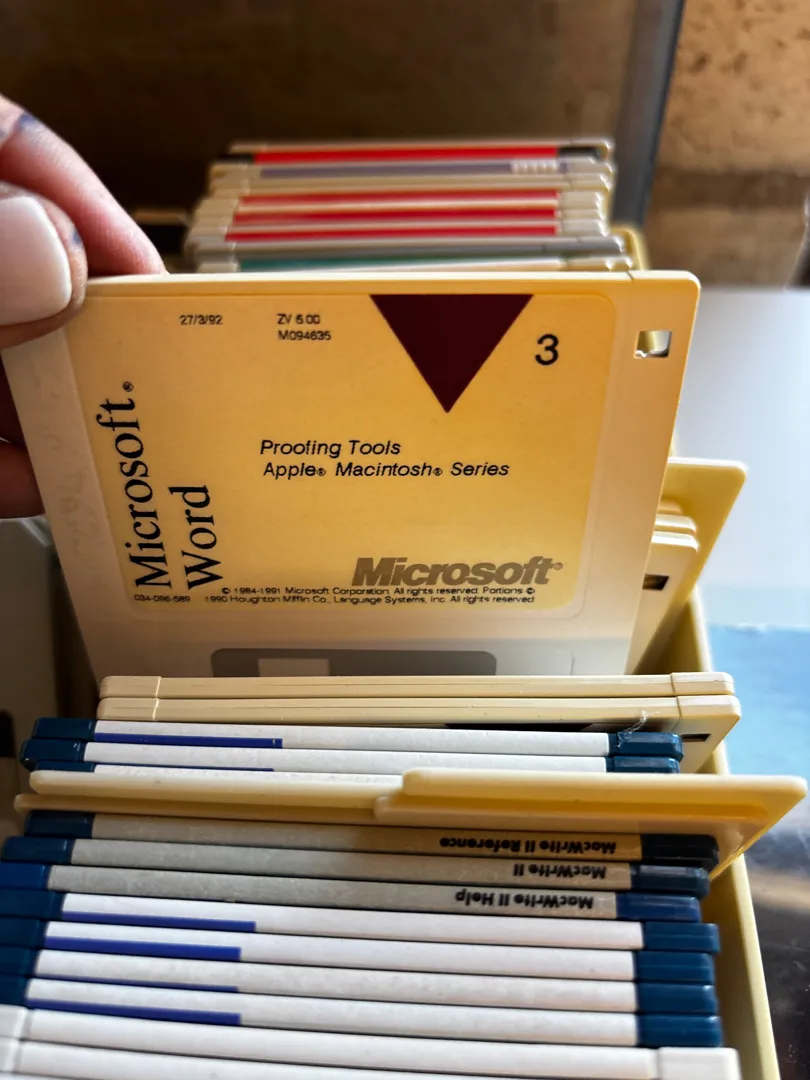 27/3/92
ZV 5.00
M094635
3
Microsoft®
Word
Proofing Tools
Apple® Macintosh® Series
Microsoft®
034-096-589
© 1984-1991 Microsoft Corporation. All rights reserved. Portions ©
1990 Houghton Mifflin Co., Language Systems, Inc. All rights reserved.
MacWrite II Reference
MacWrite II
MacWrite II Help